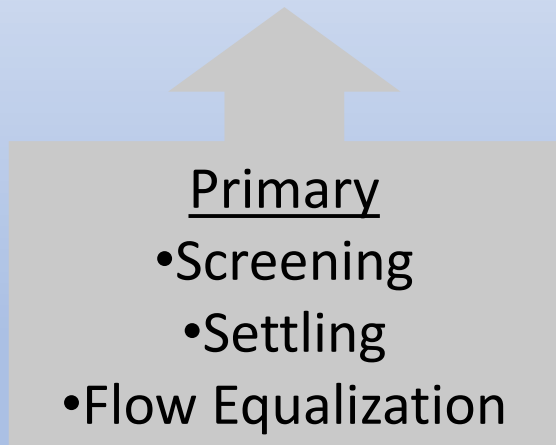 Primary
•Screening
•Settling
•Flow Equalization